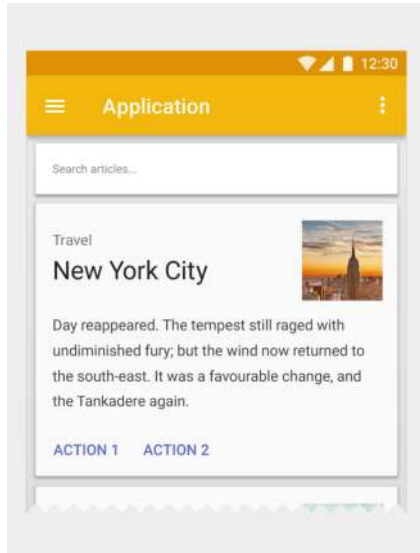 12:30
Application
Search articles...
Travel
New York City
Day reappeared. The tempest still raged with
undiminished fury; but the wind now returned to
the south-east. It was a favourable change, and
the Tankadere again.
ACTION 1 ACTION 2